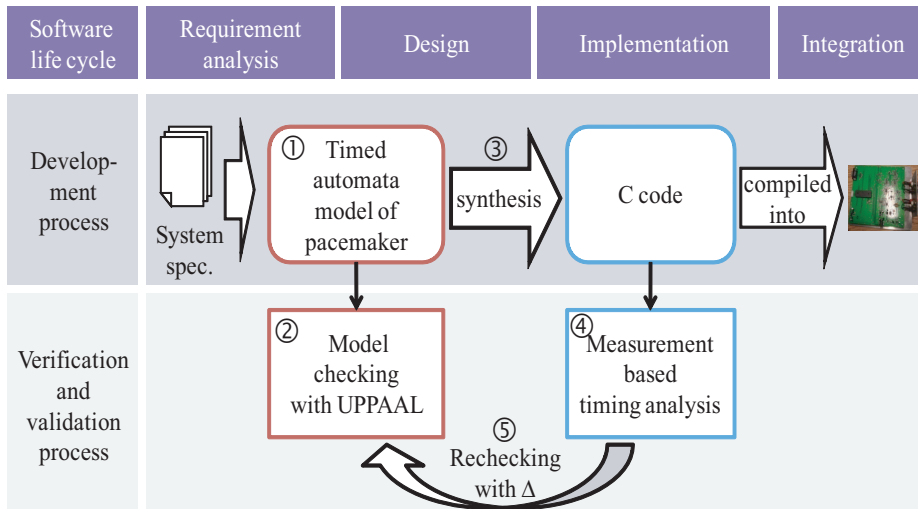 Software
life cycle
Requirement
analysis
Design
Implementation
Integration
Develop-
ment
process
System
spec.
①
Timed
automata
model of
pacemaker
③
synthesis
C code
compiled
into
Verification
and
validation
process
②
Model
checking
with UPPAAL
④
Measurement
based
timing analysis
⑤
Rechecking
with Δ